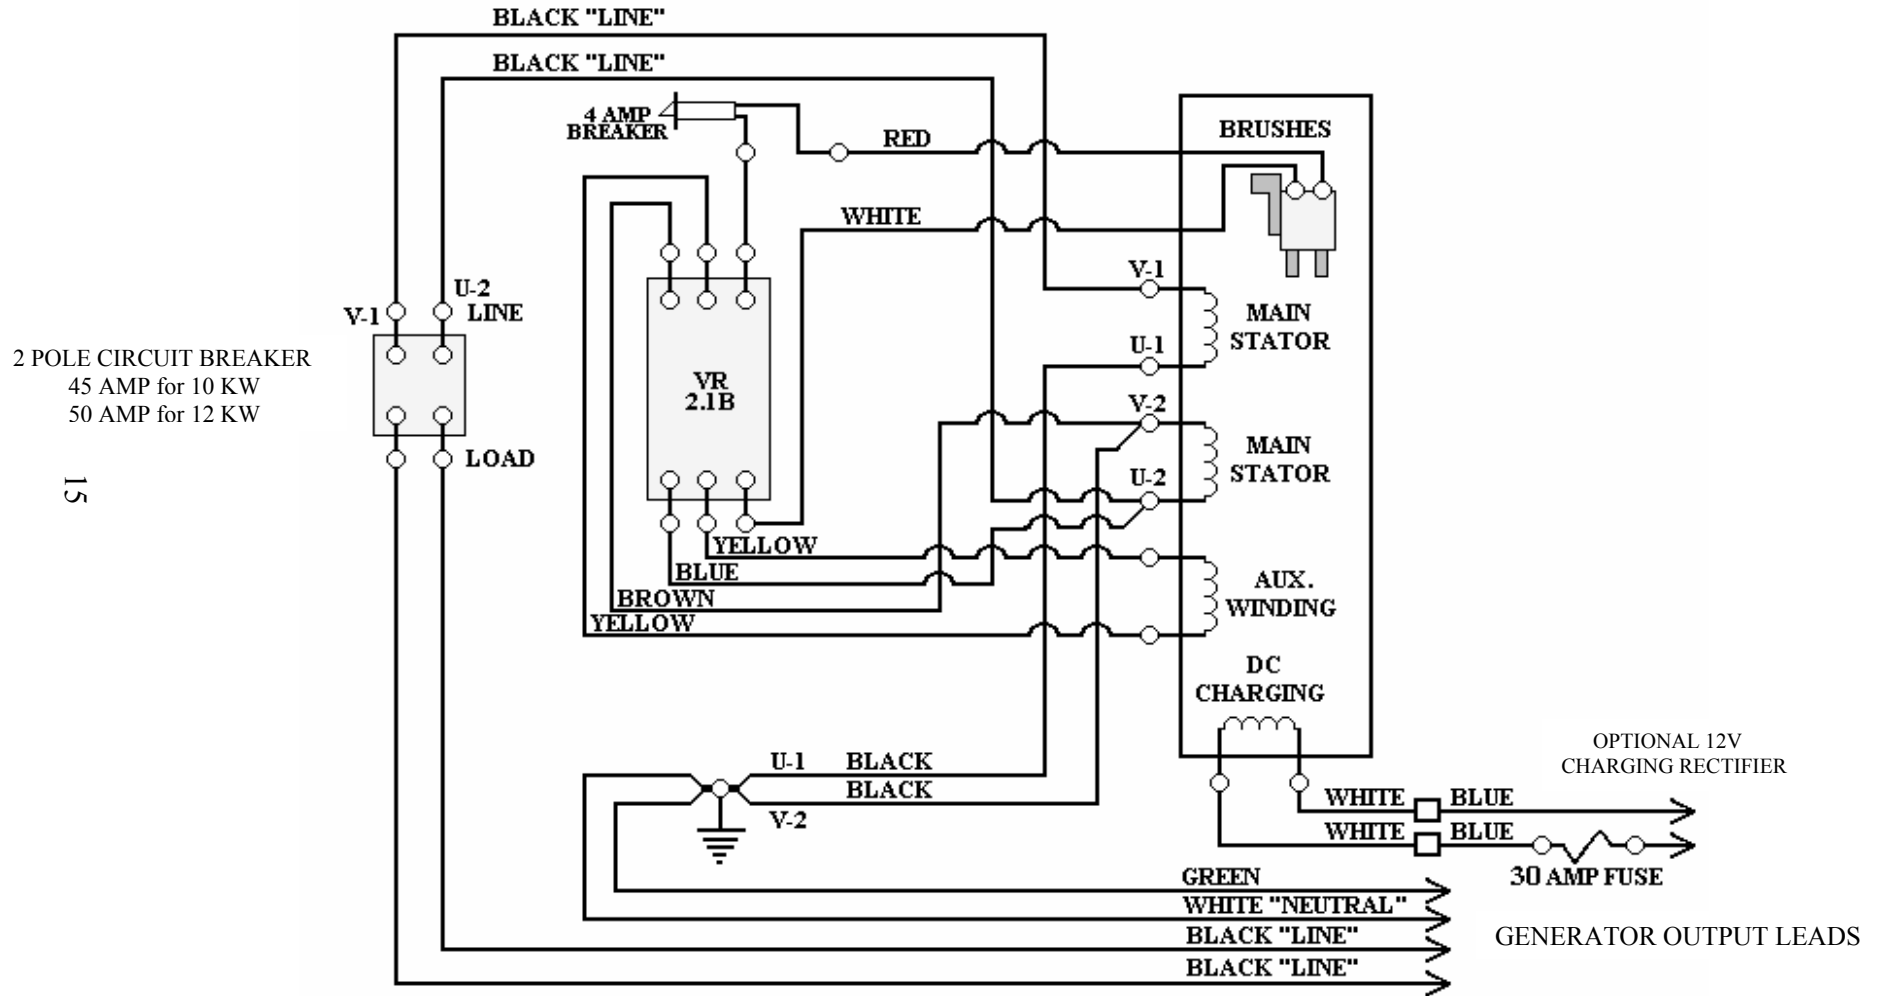 BLACK "LINE"
BLACK "LINE"
4 AMP
BREAKER
RED
BRUSHES
WHITE
V-1
U-2
LINE
V-1
MAIN
STATOR
U-1
2 POLE CIRCUIT BREAKER
45 AMP for 10 KW
50 AMP for 12 KW
VR
2.1B
V-2
MAIN
STATOR
LOAD
U-2
15
YELLOW
BLUE
BROWN
YELLOW
AUX.
WINDING
DC
CHARGING
OPTIONAL 12V
CHARGING RECTIFIER
U-1 BLACK
BLACK
V-2
WHITE BLUE
WHITE BLUE
30 AMP FUSE
GREEN
WHITE "NEUTRAL"
BLACK "LINE"
GENERATOR OUTPUT LEADS
BLACK "LINE"